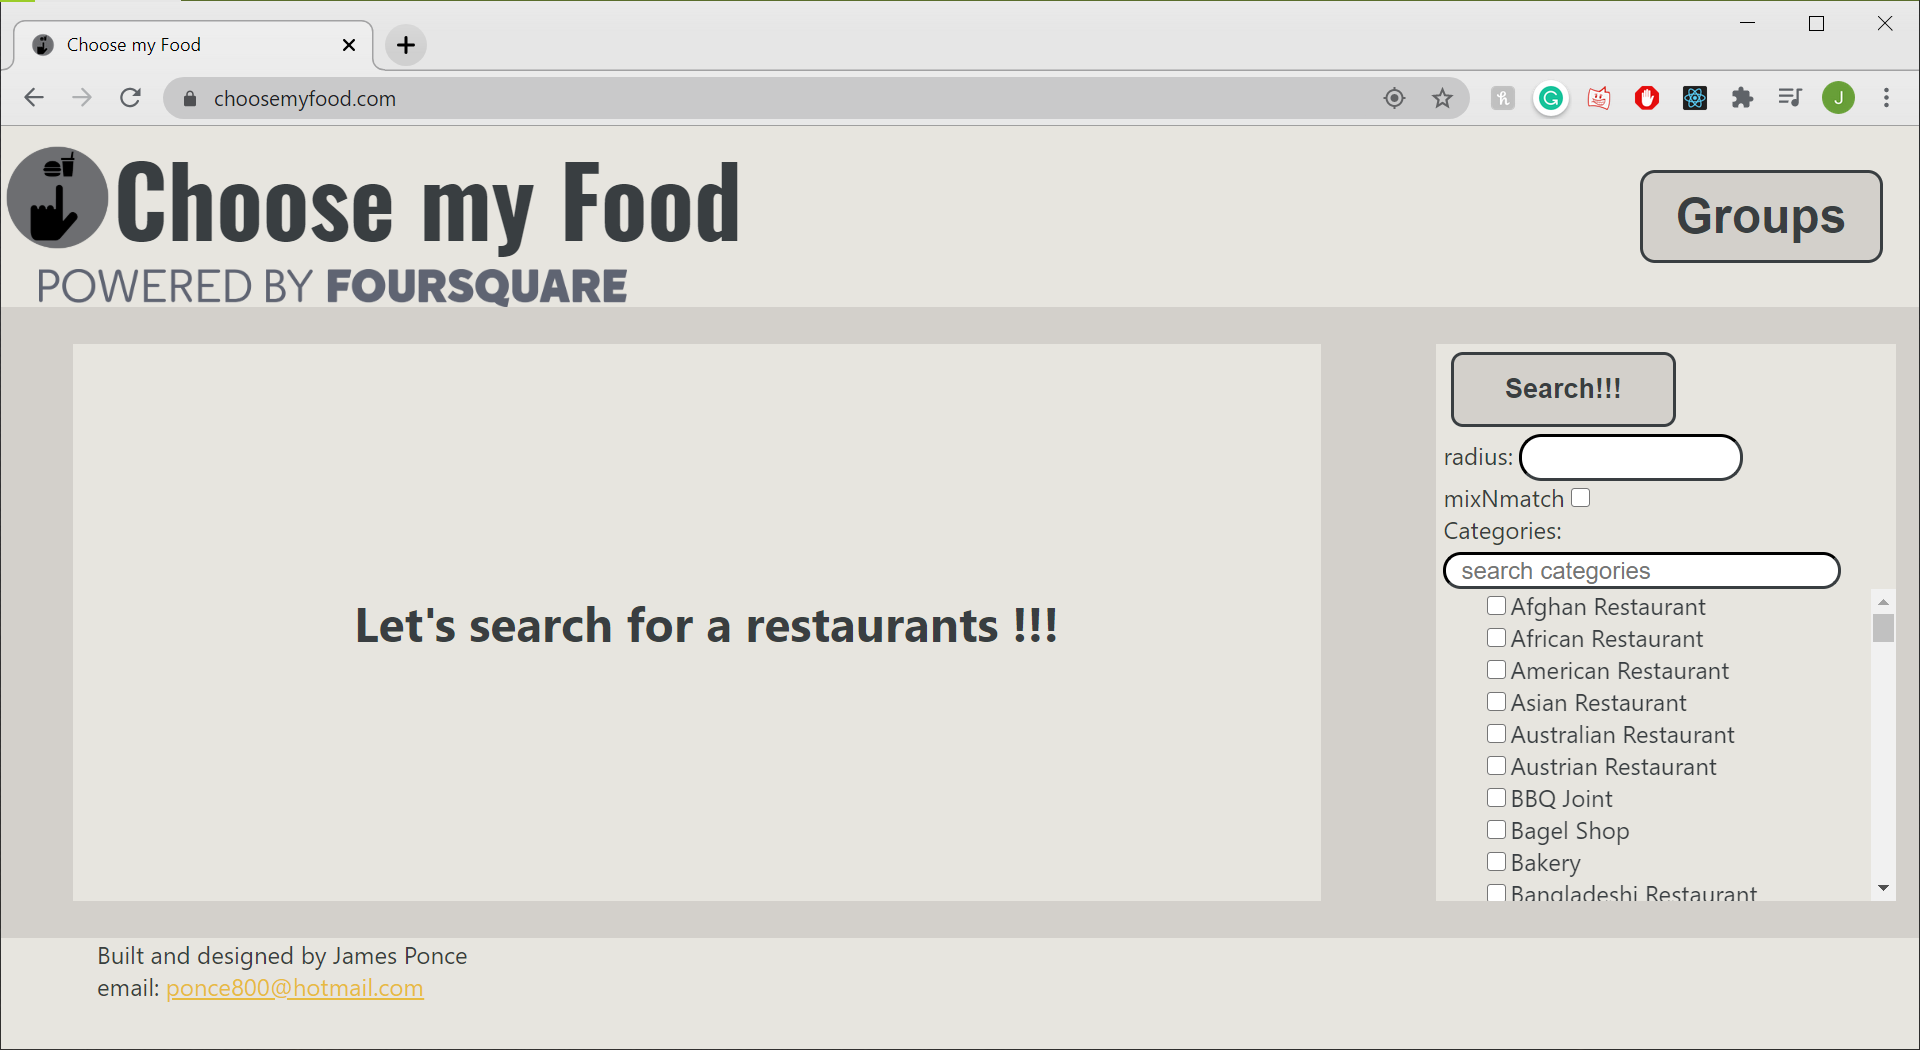 Choose my Food
choosemyfood.com
J
Choose my Food
POWERED BY FOURSQUARE
Groups
Let's search for a restaurants !!!
Search!!!
radius:
mixNmatch
Categories:
search categories
Afghan Restaurant
African Restaurant
American Restaurant
Asian Restaurant
Australian Restaurant
Austrian Restaurant
BBQ Joint
Bagel Shop
Bakery
Bangladeshi Restaurant
Built and designed by James Ponce
email: ponce800@hotmail.com